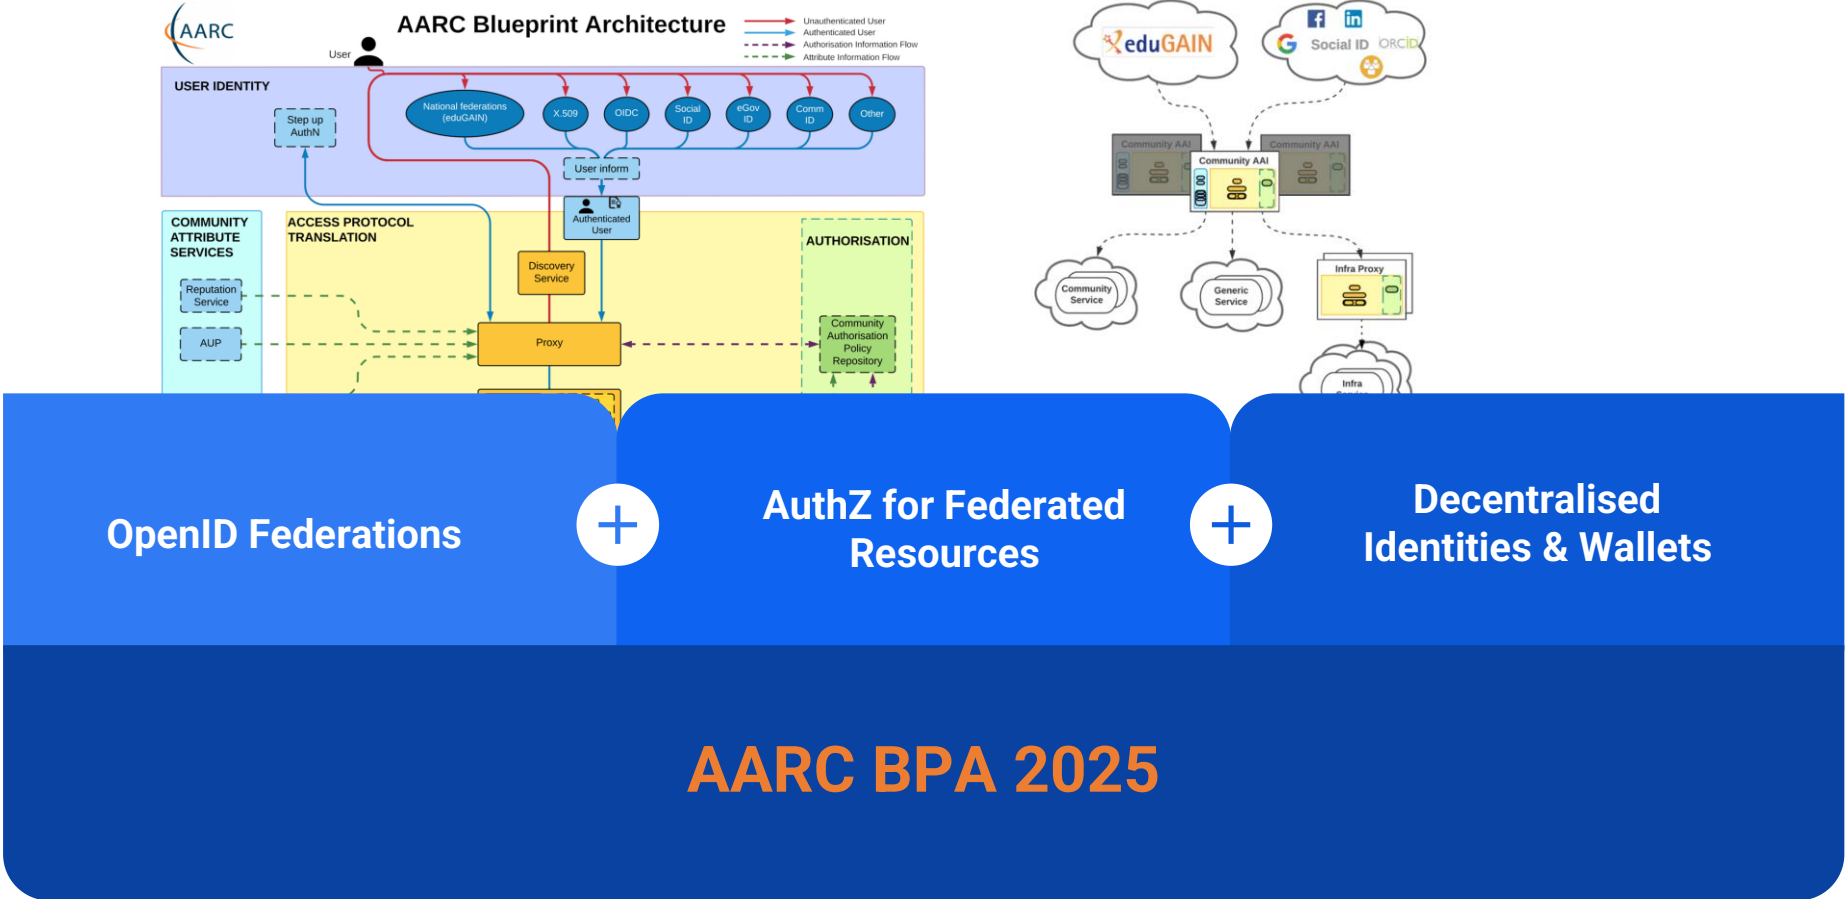 AARC
AARC Blueprint Architecture
Unauthenticated User
Authenticated User
Authorisation Information Flow
Attribute Information Flow
User
USER IDENTITY
Step up
AuthN
National federations
(eduGAIN)
X.509
OIDC
Social
ID
eGov
ID
Comm
ID
Other
User inform
Authenticated
User
COMMUNITY
ATTRIBUTE
SERVICES
Reputation
Service
AUP
ACCESS PROTOCOL
TRANSLATION
Discovery
Service
Proxy
AUTHORISATION
Community
Authorisation
Policy
Repository
eduGAIN
f
in
G
Social ID
ORCID
Community AAI
Community AAI
Community AAI
Community
Service
Generic
Service
Infra Proxy
Infra
OpenID Federations
+
AuthZ for Federated
Resources
+
Decentralised
Identities & Wallets
AARC BPA 2025